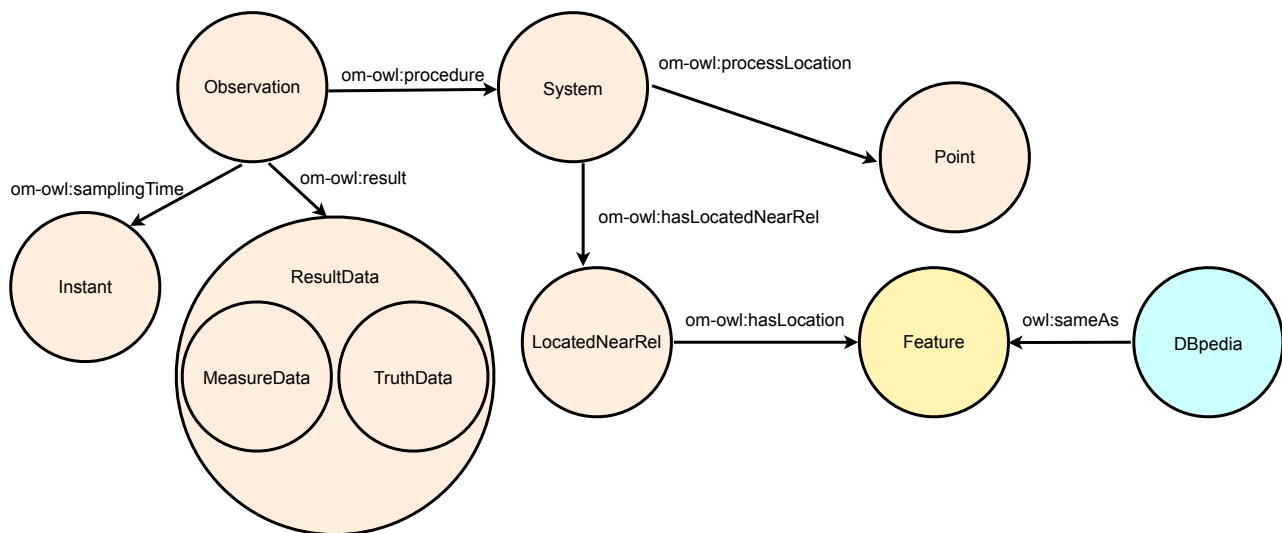 Observation
om-owl:procedure
System
om-owl:processLocation
Point
om-owl:samplingTime
om-owl:result
om-owl:hasLocatedNearRel
Instant
ResultData
MeasureData
TruthData
LocatedNearRel
om-owl:hasLocation
Feature
owl:sameAs
DBpedia